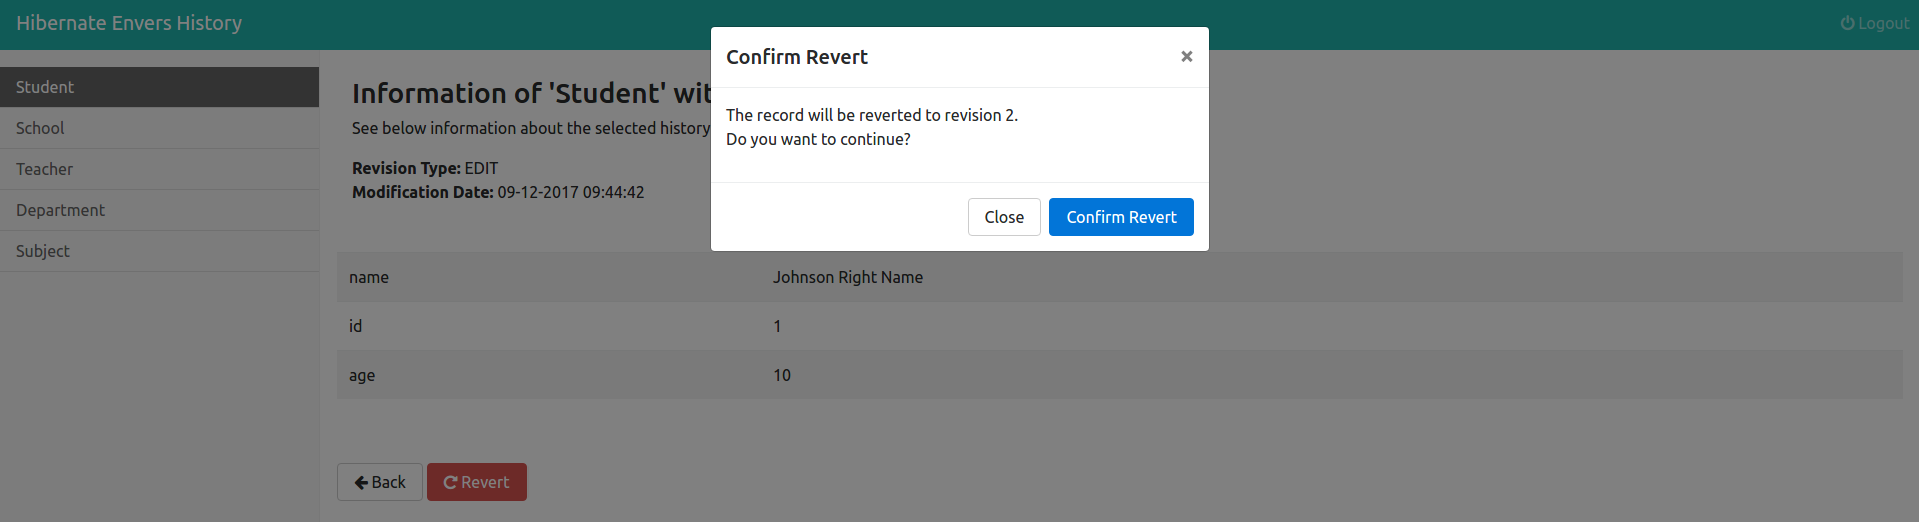 Hibernate Envers History
Logout
Student
School
Teacher
Department
Subject
Information of 'Student'
See below information about the selected history
Revision Type: EDIT
Modification Date: 09-12-2017 09:44:42
Confirm Revert
×
The record will be reverted to revision 2.
Do you want to continue?
Close Confirm Revert
name Johnson Right Name
id 1
age 10
Back Revert